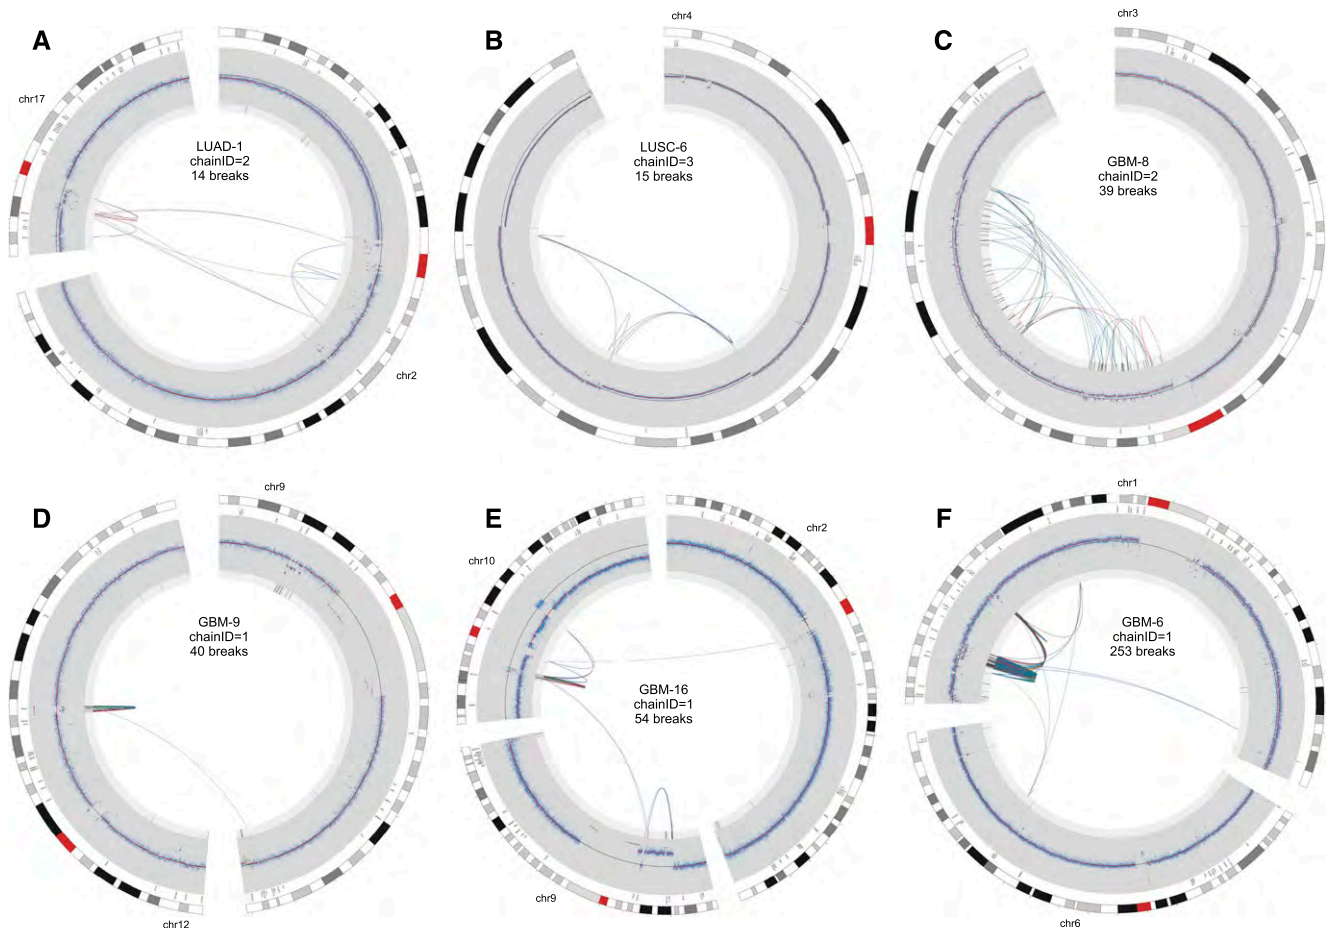 A
chr17
LUAD-1
chainID=2
14 breaks
chr2
B
chr4
LUSC-6
chainID=3
15 breaks
C
chr3
GBM-8
chainID=2
39 breaks
D
chr9
GBM-9
chainID=1
40 breaks
chr12
E
chr2
chr10
GBM-16
chainID=1
54 breaks
chr9
F
chr1
GBM-6
chainID=1
253 breaks
chr6